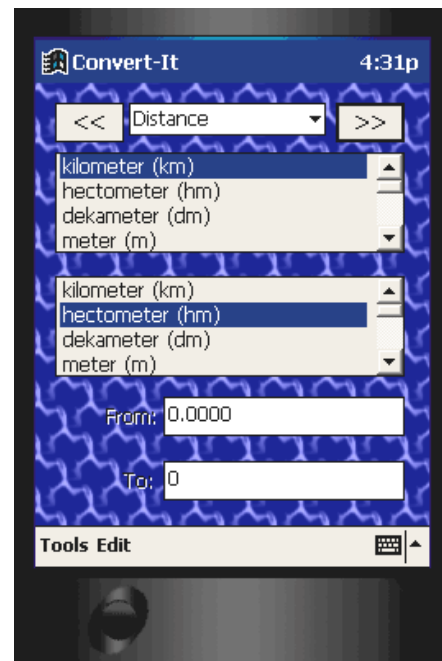 Convert-It 4:31p
<< Distance >>
kilometer (km)
hectometer (hm)
dekameter (dm)
meter (m)
kilometer (km)
hectometer (hm)
dekameter (dm)
meter (m)
From: 0.0000
To: 0
Tools Edit